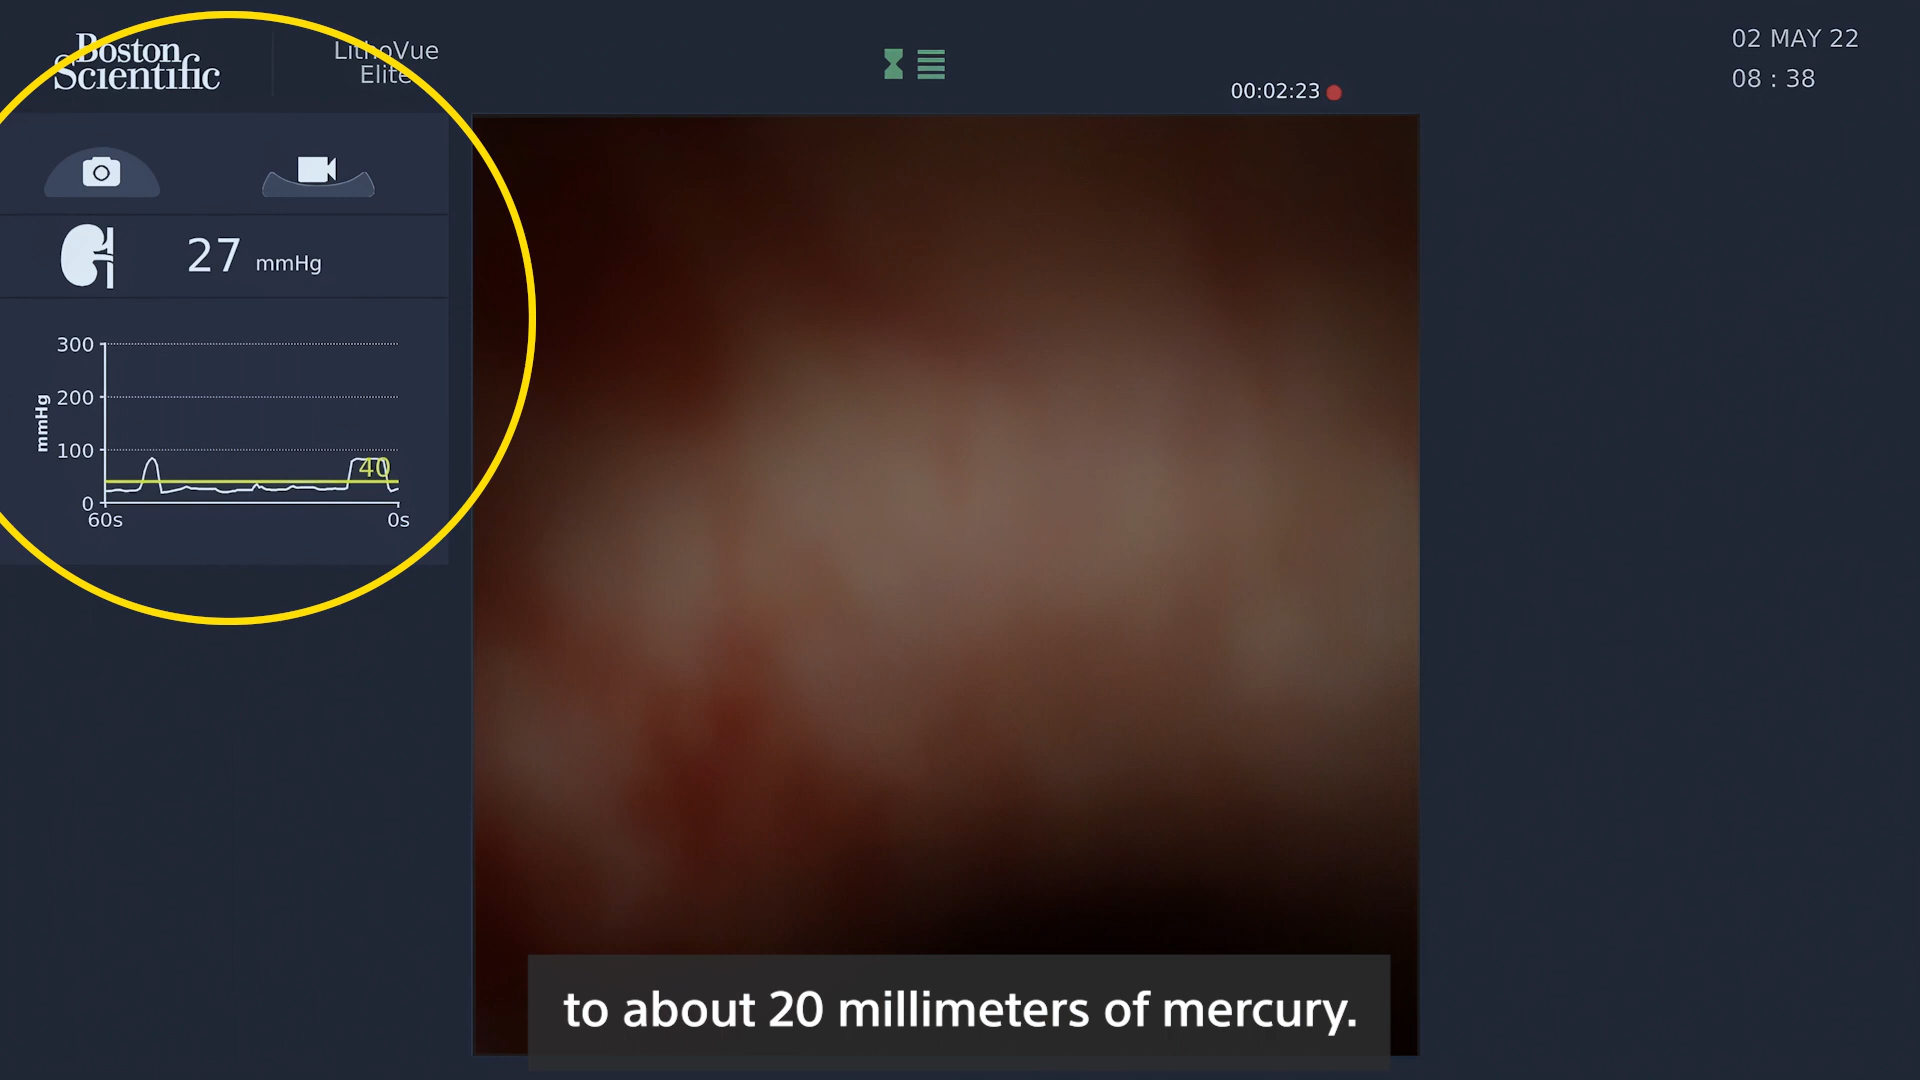 Boston
Scientific
LithoVue
Elite
02 MAY 22
08 : 38
00:02:23
27 mmHg
mmHg
300
200
100
0
40
60s
0s
to about 20 millimeters of mercury.